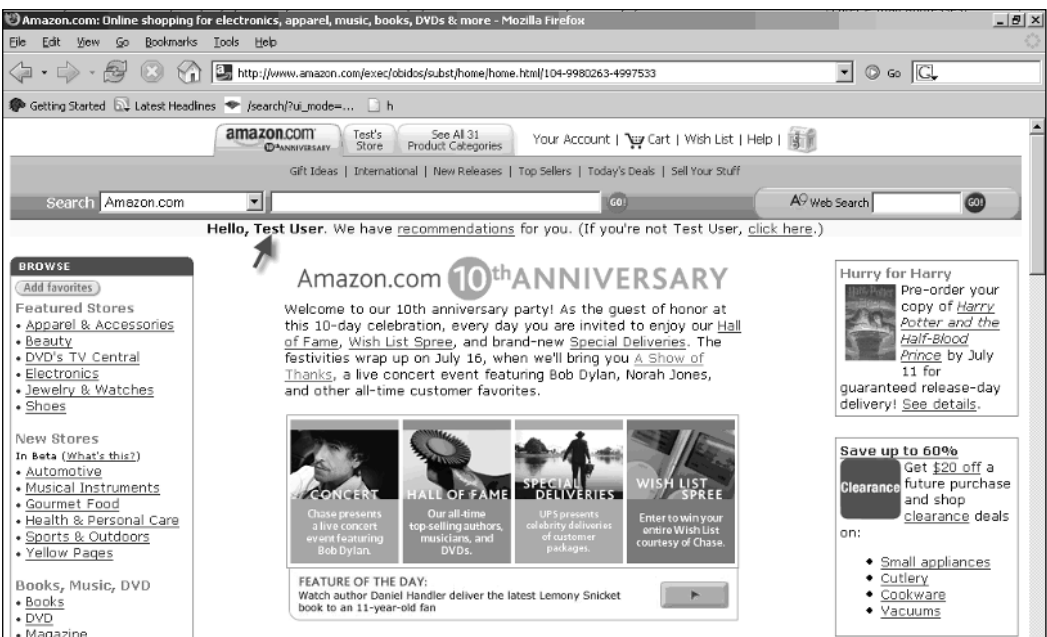 Amazon.com: Online shopping for electronics, apparel, music, books, DVDs & more - Mozilla Firefox
File Edit View Go Bookmarks Tools Help
http://www.amazon.com/exec/obidos/subst/home/home.html/104-9980263-4997533
Go
G
Getting Started Latest Headlines /search/?ui_mode=... h
amazon.com
10th ANNIVERSARY
Test's Store
See All 31 Product Categories
Your Account | Cart | Wish List | Help |
Gift Ideas | International | New Releases | Top Sellers | Today's Deals | Sell Your Stuff
Search Amazon.com GO!
A9 Web Search GO!
Hello, Test User. We have recommendations for you. (If you're not Test User, click here.)
BROWSE
Add favorites
Featured Stores
• Apparel & Accessories
• Beauty
• DVD's TV Central
• Electronics
• Jewelry & Watches
• Shoes
New Stores
In Beta (What's this?)
• Automotive
• Musical Instruments
• Gourmet Food
• Health & Personal Care
• Sports & Outdoors
• Yellow Pages
Books, Music, DVD
• Books
• DVD
• Magazine
Amazon.com 10th ANNIVERSARY
Welcome to our 10th anniversary party! As the guest of honor at
this 10-day celebration, every day you are invited to enjoy our Hall
of Fame, Wish List Spree, and brand-new Special Deliveries. The
festivities wrap up on July 16, when we'll bring you A Show of
Thanks, a live concert event featuring Bob Dylan, Norah Jones,
and other all-time customer favorites.
CONCERT
Chase presents
a live concert
event featuring
Bob Dylan.
HALL OF FAME
Our all-time
top-selling authors,
musicians, and
DVDs.
SPECIAL
DELIVERIES
UPS presents
celebrity deliveries
of customer
packages.
WISH LIST
SPREE
Enter to win your
entire Wish List
courtesy of Chase.
FEATURE OF THE DAY:
Watch author Daniel Handler deliver the latest Lemony Snicket
book to an 11-year-old fan
Hurry for Harry
Harry Potter
Pre-order your
copy of Harry
Potter and the
Half-Blood
Prince by July
11 for
guaranteed release-day
delivery! See details.
Save up to 60%
Clearance
Get $20 off a
future purchase
and shop
clearance deals
on:
• Small appliances
• Cutlery
• Cookware
• Vacuums